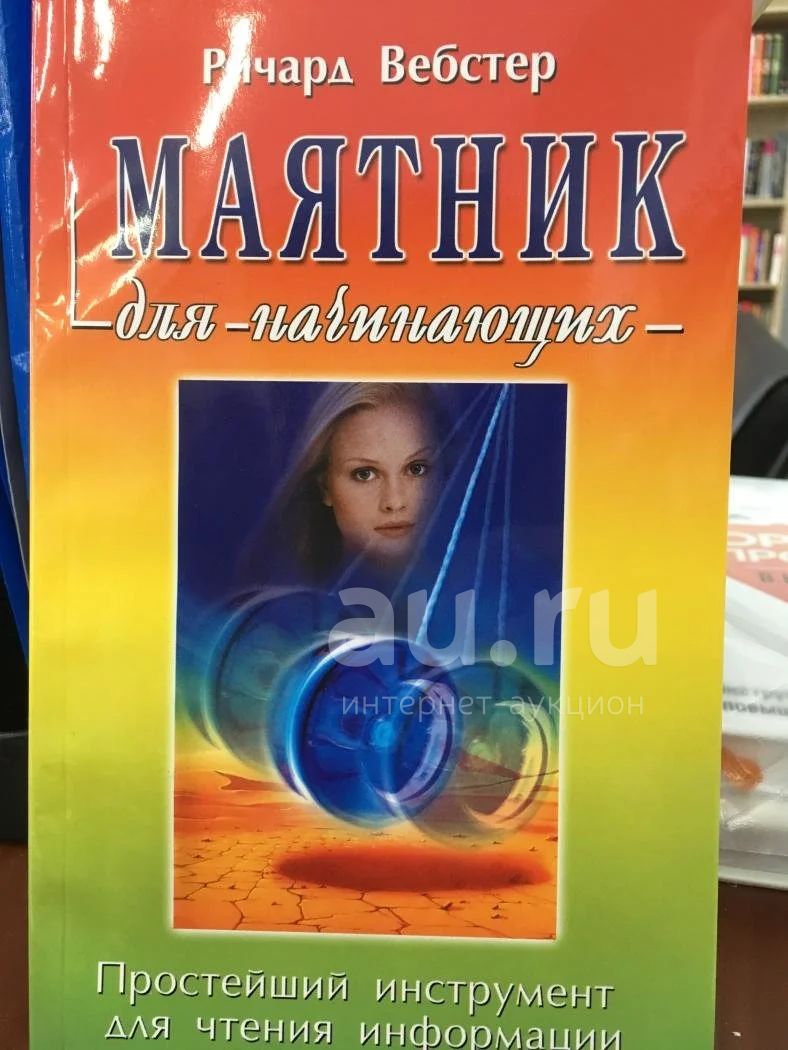 Ричард Вебстер
МАЯТНИК
для начинающих
au.ru
интернет-аукцион
Простейший инструмент
для чтения информации